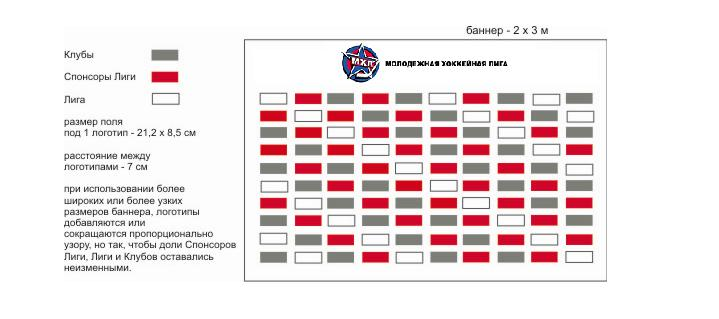 баннер - 2 х 3 м
МХЛ
МОЛОДЕЖНАЯ ХОККЕЙНАЯ ЛИГА
Клубы
Спонсоры Лиги
Лига
размер поля
под 1 логотип - 21,2 х 8,5 см
расстояние между
логотипами - 7 см
при использовании более
широких или более узких
размеров баннера, логотипы
добавляются или
сокращаются пропорционально
узору, но так, чтобы доли Спонсоров
Лиги, Лиги и Клубов оставались
неизменными.